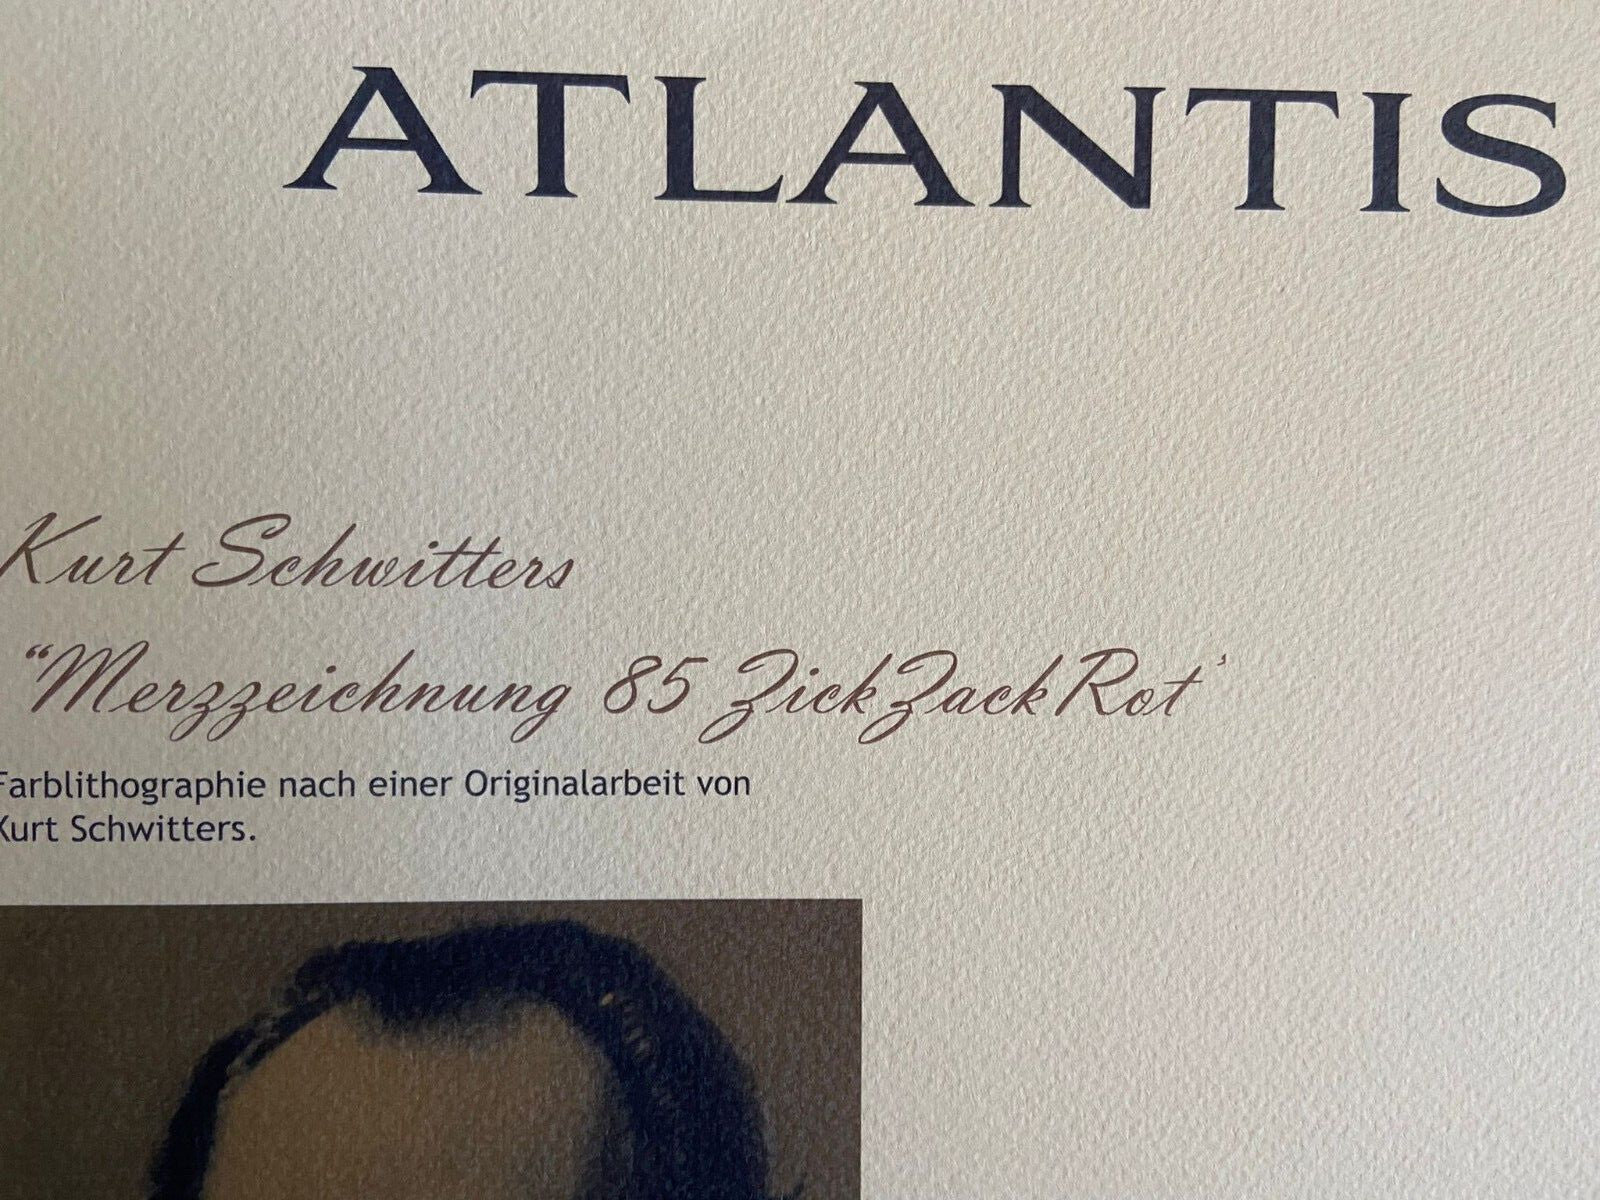 ATLANTIS
Kurt Schwitters
"Merzzeichnung 85 ZickZackRot'
Farblithographie nach einer Originalarbeit von
Kurt Schwitters.